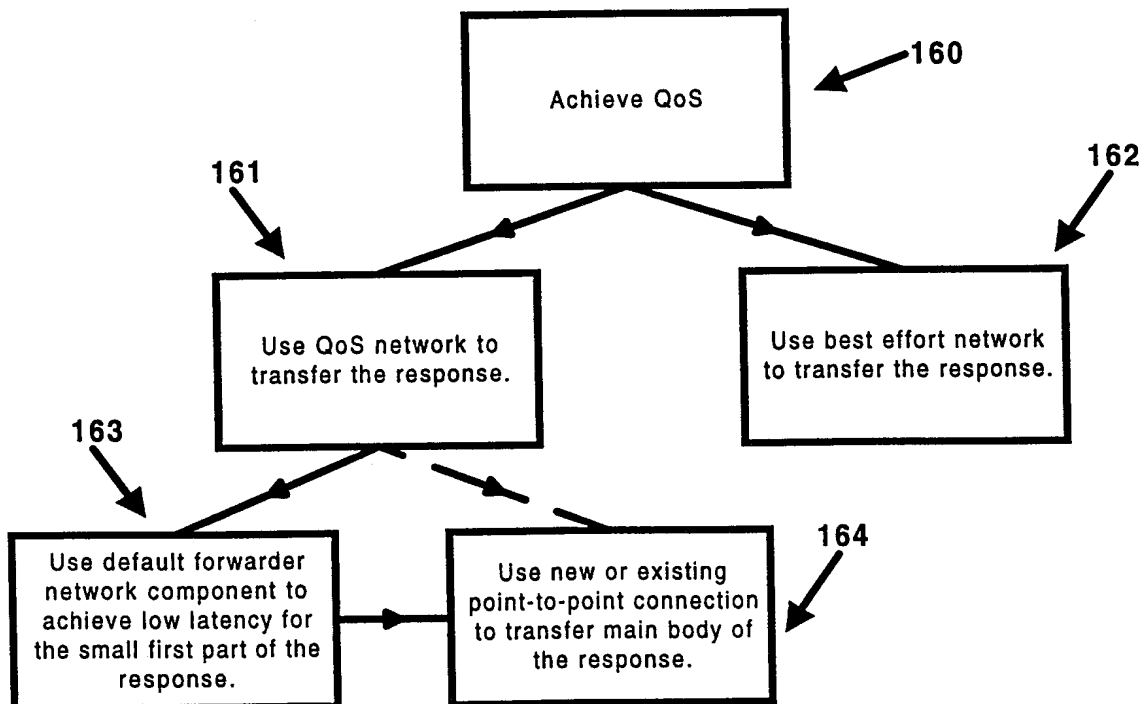 160
Achieve QoS
161
162
Use QoS network to
transfer the response.
Use best effort network
to transfer the response.
163
164
Use default forwarder
network component to
achieve low latency for
the small first part of the
response.
Use new or existing
point-to-point connection
to transfer main body of
the response.